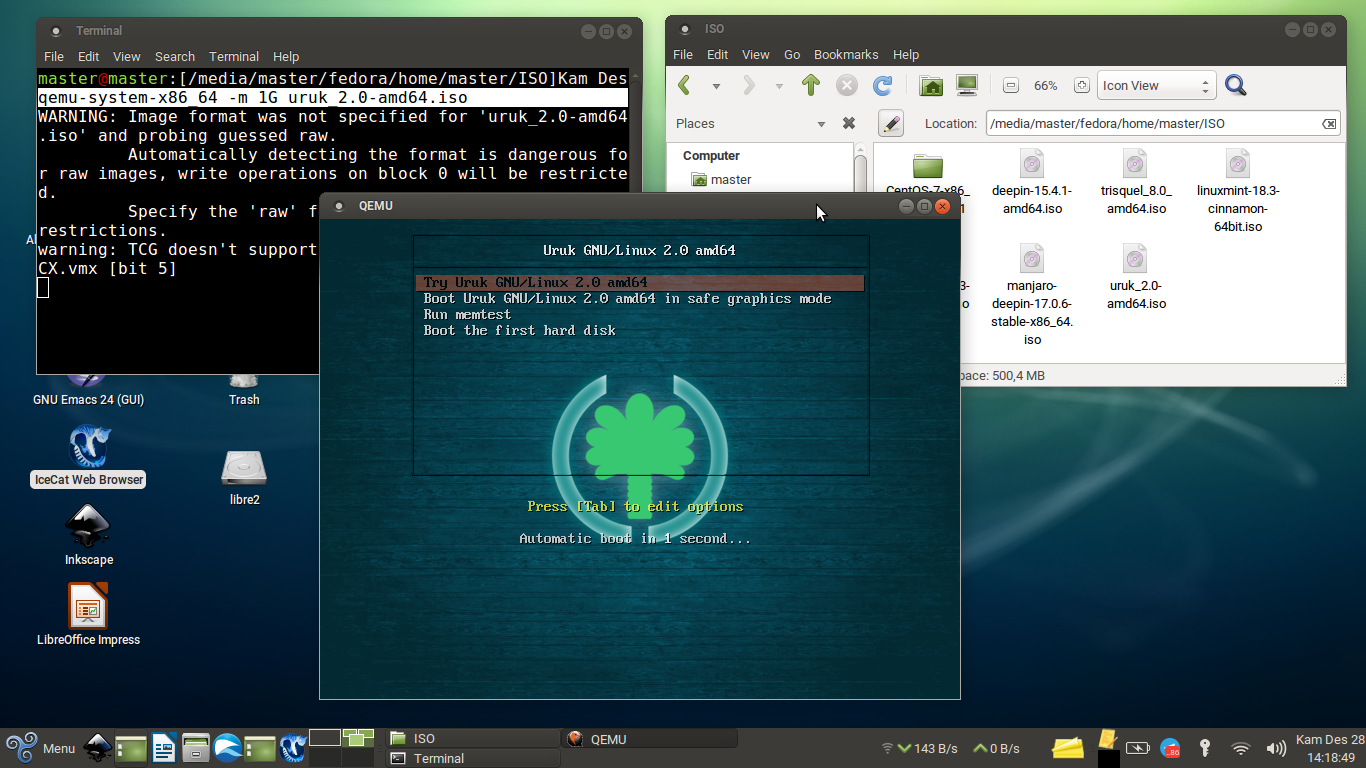 Terminal
File Edit View Search Terminal Help
master@master:[/media/master/fedora/home/master/ISO]Kam Des
qemu-system-x86_64 -m 1G uruk_2.0-amd64.iso
WARNING: Image format was not specified for 'uruk_2.0-amd64
.iso' and probing guessed raw.
Automatically detecting the format is dangerous fo
r raw images, write operations on block 0 will be restricte
d.
Specify the 'raw' f
restrictions.
warning: TCG doesn't support
CX.vmx [bit 5]
ISO
File Edit View Go Bookmarks Help
66%
Icon View
Places
Location: /media/master/fedora/home/master/ISO
Computer
master
CentOS-7-x86_
deepin-15.4.1-
amd64.iso
trisquel_8.0_
amd64.iso
linuxmint-18.3-
cinnamon-
64bit.iso
manjaro-
deepin-17.0.6-
stable-x86_64.
iso
uruk_2.0-
amd64.iso
pace: 500,4 MB
QEMU
Uruk GNU/Linux 2.0 amd64
Try Uruk GNU/Linux 2.0 amd64
Boot Uruk GNU/Linux 2.0 amd64 in safe graphics mode
Run memtest
Boot the first hard disk
Press [Tab] to edit options
Automatic boot in 1 second...
GNU Emacs 24 (GUI)
Trash
IceCat Web Browser
libre2
Inkscape
LibreOffice Impress
Menu
ISO
Terminal
QEMU
143 B/s
0 B/s
86
Kam Des 28
14:18:49